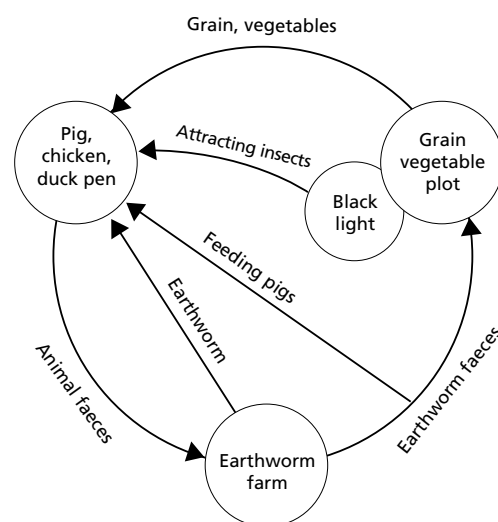 Grain, vegetables
Pig,
chicken,
duck pen
Attracting insects
Grain
vegetable
plot
Black
light
Feeding pigs
Earthworm
Animal faeces
Earthworm faeces
Earthworm
farm